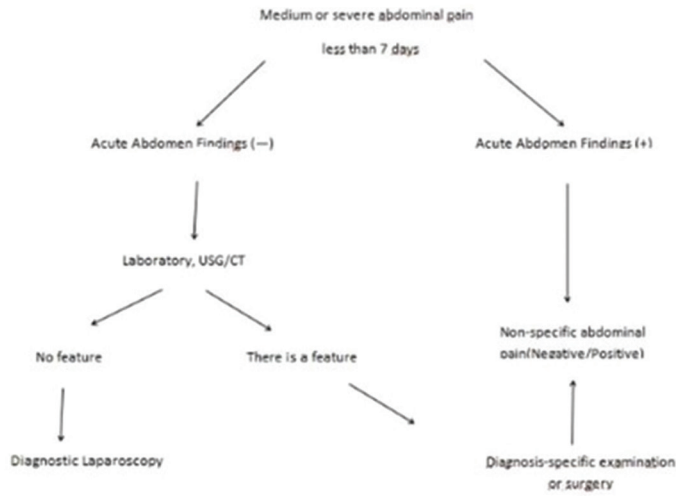 Medium or severe abdominal pain
less than 7 days
Acute Abdomen Findings (—)
Acute Abdomen Findings (+)
Laboratory, USG/CT
Non-specific abdominal
pain(Negative/Positive)
No feature
There is a feature
Diagnostic Laparoscopy
Diagnosis-specific examination
or surgery